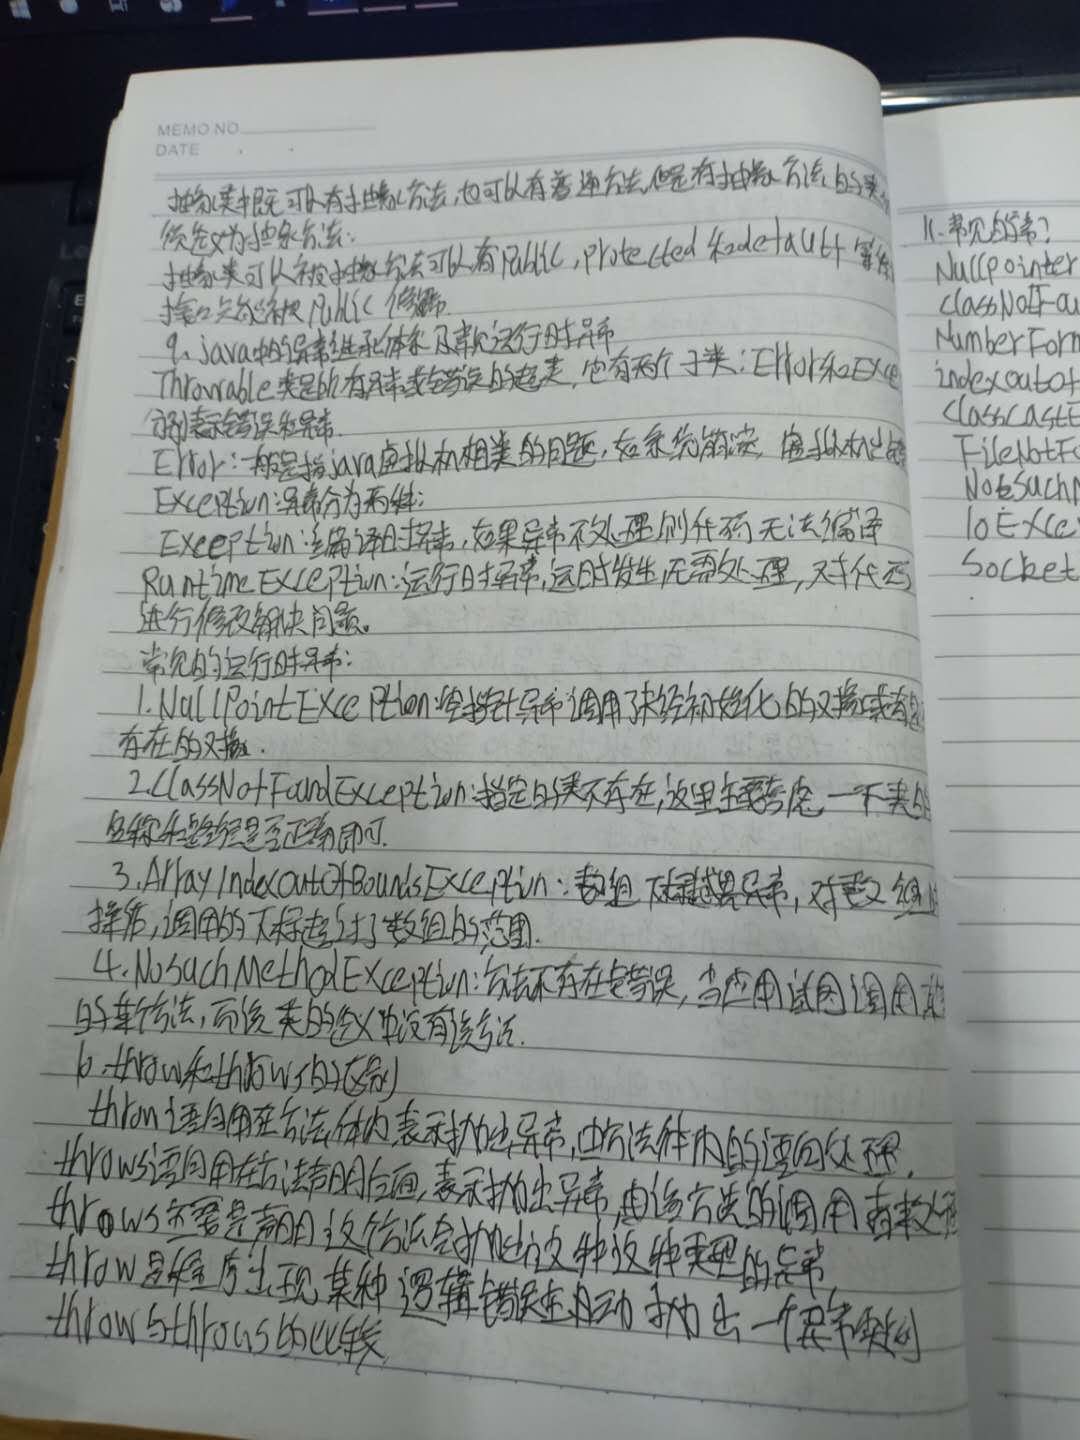 MEMO NO.
DATE
抽象类中既可以有抽象方法,也可以有普通方法,但是有抽象方法的类
须定义为抽象方法;
抽象类可以被抽象方法可以有Public,Protected和default等
接口只能被Public修饰.
9、java中的异常继承体系及常见运行时异常
Throwable类是所有异常或错误的超类,它有两个子类:Error和Exce
分别表示错误和异常.
Error:一般是指java虚拟机相关的问题,如系统崩溃,虚拟机出错
Exception:异常分为两种:
Exception:编译时异常,如果异常不处理则代码无法编译
RuntimeException:运行时异常,运时发生,无需处理,对代码
进行修改解决问题。
常见的运行时异常:
1.NullPointException:空指针异常调用了未经初始化的对象或者是
存在的对象.
2.ClassNotFoundException:指定的类不存在,这里主要考虑一下类的
名称和路径是否正确即可.
3.ArrayIndexOutOfBoundsException:数组下标越界异常,对数组的
操作,调用的下标超过了数组的范围.
4.NoSuchMethodException:方法不存在错误,当应用试图调用某
的某个方法,而该类的定义中没有该方法.
10.throw和throws的区别
thron语句用在方法体内表示抛出异常,由方法体内的语句处理.
throws语句用在方法声明后面,表示抛出异常,由该方法的调用者来处理
throws主要是声明这个方法会抛出这种这种类型的异常
throw是程序出现某种逻辑错误主自动抛出一个异常实例
throw与throws的比较
11.常见的异常?
NullPointer
ClassNotFou
NumberForm
indexoutof
ClassCastE
FileNotFo
NoSuchM
IoExce
Socket